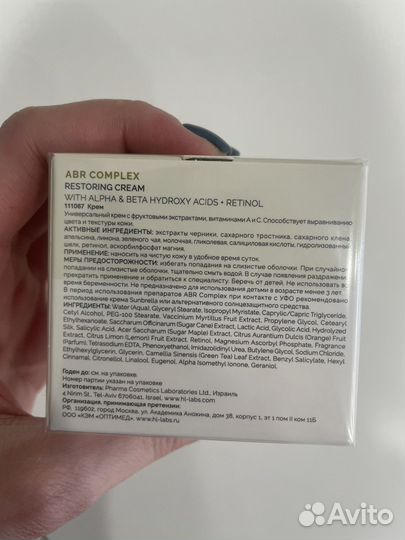 ABR COMPLEX
RESTORING CREAM
WITH ALPHA & BETA HYDROXY ACIDS + RETINOL
111067 Крем
Универсальный крем с фруктовыми экстрактами, витаминами А и С. Способствует выравниванию
цвета и текстуры кожи.
АКТИВНЫЕ ИНГРЕДИЕНТЫ: экстракты черники, сахарного тростника, сахарного клена
апельсина, лимона, зеленого чая, молочная, гликолевая, салициловая кислоты, гидролизованный
шелк, ретинол, аскорбилфосфат магния.
ПРИМЕНЕНИЕ: наносить на чистую кожу в удобное время суток.
МЕРЫ ПРЕДОСТОРОЖНОСТИ: избегать попадания на слизистые оболочки. При случайном
попадании на слизистые оболочки, тщательно смыть водой. В случае появления раздражения
прекратить использование и обратиться к специалисту. Беречь от детей. Не использовать во
время беременности. Не предназначено для использования детьми в возрасте менее 3 лет.
В период применения препаратов ABR Complex при контакте с УФО рекомендовано
использование крема Sunbrella или альтернативного солнцезащитного средства.
ИНГРЕДИЕНТЫ: Water (Aqua), Glyceryl Stearate, Isopropyl Myristate, Caprylic/Capric Triglyceride,
Cetyl Alcohol, PEG-100 Stearate, Vaccinium Myrtillus Fruit Extract, Propylene Glycol, Cetearyl
Ethylhexanoate, Saccharum Officinarum (Sugar Cane) Extract, Lactic Acid, Glycolic Acid, Hydrolyzed
Silk, Salicylic Acid, Acer Saccharum (Sugar Maple) Extract, Citrus Aurantium Dulcis (Orange) Fruit
Extract, Citrus Limon (Lemon) Fruit Extract, Retinol, Magnesium Ascorbyl Phosphate, Fragrance
(Parfum), Tetrasodium EDTA, Phenoxyethanol, Imidazolidinyl Urea, Butylene Glycol, Sodium Chloride,
Ethylhexylglycerin, Glycerin, Camellia Sinensis (Green Tea) Leaf Extract, Benzyl Salicylate, Hexyl
Cinnamal, Citronellol, Linalool, Eugenol, Alpha Isomethyl Ionone, Geraniol.
Годен до: см. на упаковке.
Номер партии указан на упаковке
Изготовитель: Pharma Cosmetics Laboratories Ltd., Израиль
4 Nirim St., Tel-Aviv 6706041, Israel, www.hl-labs.com
Организация, принимающая претензии:
РФ, 119602, город Москва, ул. Академика Анохина, дом 38, корпус 1, эт 1 пом II ком 11Б
ООО «КЭМ «ОПТИМЕД», www.hl-labs.ru
Avito